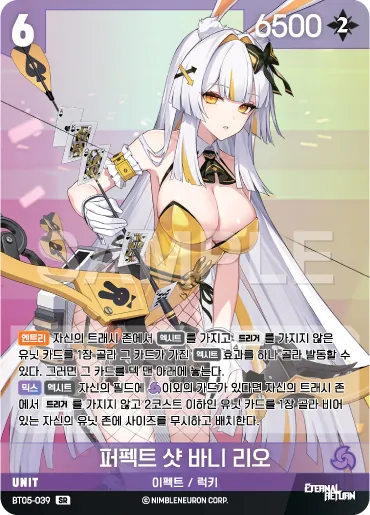 6
6500
2
SAMPLE
엔트리 자신의 트래시 존에서 엑시트 를 가지고 트리거 를 가지지 않은
유닛 카드를 1장 골라 그 카드가 가진 엑시트 효과를 하나 골라 발동할 수
있다. 그러면 그 카드를 덱 맨 아래에 놓는다.
믹스 엑시트 자신의 필드에 이외의 카드가 있다면 자신의 트래시 존
에서 트리거 를 가지지 않고 2코스트 이하인 유닛 카드를 1장 골라 비어
있는 자신의 유닛 존에 사이즈를 무시하고 배치한다.
퍼펙트 샷 바니 리오
UNIT
이펙트 / 럭키
BT05-039 SR
© NIMBLENEURON CORP.
ETERNAL
RETURN